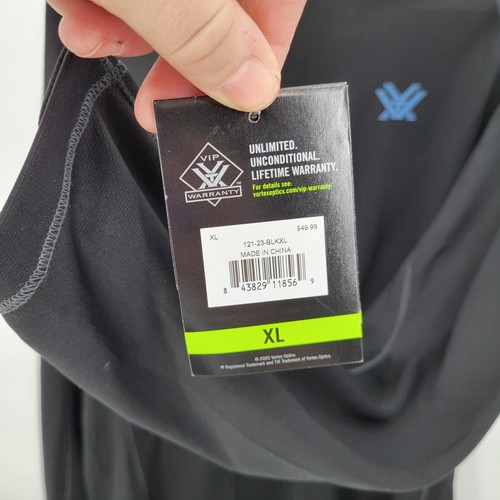 VIP
WARRANTY
UNLIMITED.
UNCONDITIONAL.
LIFETIME WARRANTY.
For details see:
vortexoptics.com/vip-warranty
XL
$49.99
121-23-BLKXL
MADE IN CHINA
8 43829 11856 9
XL
© 2020 Vortex Optics
® Registered Trademark and TM Trademark of Vortex Optics.